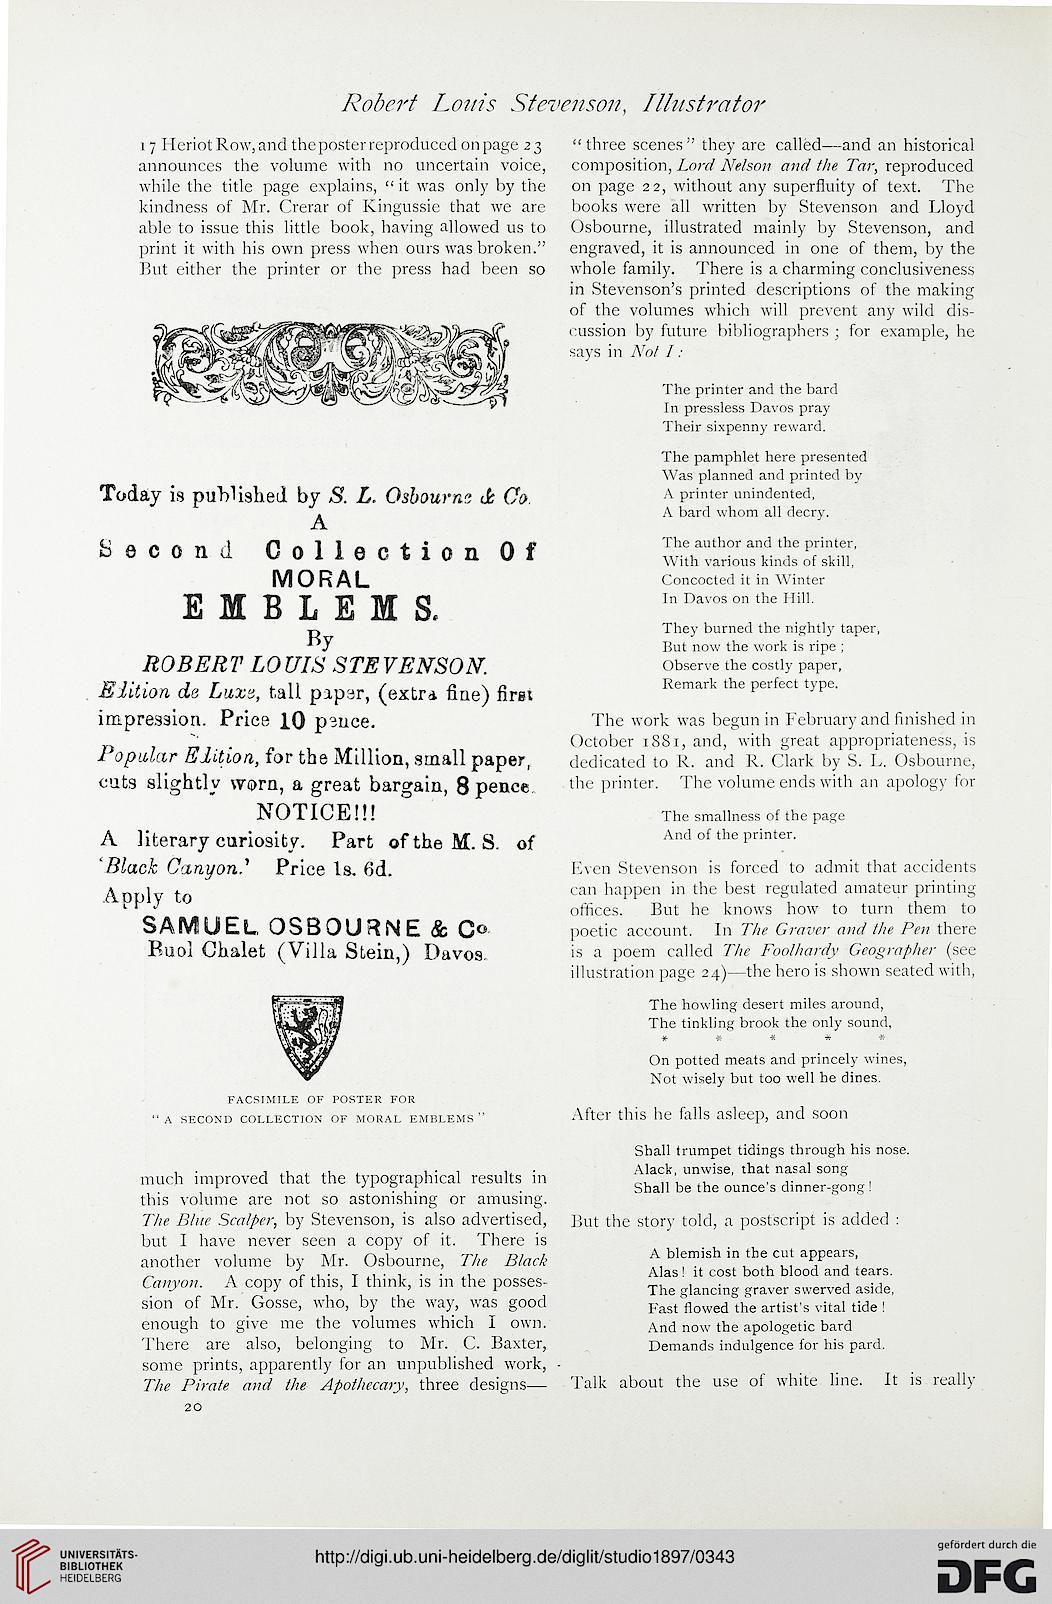 Robert Louis Stevenson, Illustrator
17 Heriot Row, and the poster reproduced on page 23
announces the volume with no uncertain voice,
while the title page explains, “it was only by the
kindness of Mr. Crerar of Kingussie that we are
able to issue this little book, having allowed us to
print it with his own press when ours was broken.”
But either the printer or the press had been so
Today is published by S. L. Osbourne & Co.
A
Second Collection Of
MORAL
EMBLEMS.
By
ROBERT LOUIS STEVENSON.
Edition de Luxe, tall paper, (extra fine) first
impression. Price 10 pence.
Popular Edition, for the Million, small paper,
cuts slightly worn, a great bargain, 8 pence.
NOTICE!!!
A literary curiosity. Part of the M. S. of
‘Black Canyon.’ Price 1s. 6d.
Apply to
SAMUEL OSBOURNE & Co.
Buol Chalet (Villa Stein,) Davos.
FACSIMILE OF POSTER FOR
“A SECOND COLLECTION OF MORAL EMBLEMS”
much improved that the typographical results in
this volume are not so astonishing or amusing.
The Blue Scalper, by Stevenson, is also advertised,
but I have never seen a copy of it. There is
another volume by Mr. Osbourne, The Black
Canyon. A copy of this, I think, is in the posses-
sion of Mr. Gosse, who, by the way, was good
enough to give me the volumes which I own.
There are also, belonging to Mr. C. Baxter,
some prints, apparently for an unpublished work,
The Pirate and the Apothecary, three designs—
20
“three scenes” they are called—and an historical
composition, Lord Nelson and the Tar, reproduced
on page 22, without any superfluity of text. The
books were all written by Stevenson and Lloyd
Osbourne, illustrated mainly by Stevenson, and
engraved, it is announced in one of them, by the
whole family. There is a charming conclusiveness
in Stevenson’s printed descriptions of the making
of the volumes which will prevent any wild dis-
cussion by future bibliographers ; for example, he
says in Not I :
The printer and the bard
In pressless Davos pray
Their sixpenny reward.
The pamphlet here presented
Was planned and printed by
A printer unindented,
A bard whom all decry.
The author and the printer,
With various kinds of skill,
Concocted it in Winter
In Davos on the Hill.
They burned the nightly taper,
But now the work is ripe ;
Observe the costly paper,
Remark the perfect type.
The work was begun in February and finished in
October 1881, and, with great appropriateness, is
dedicated to R. and R. Clark by S. L. Osbourne,
the printer. The volume ends with an apology for
The smallness of the page
And of the printer.
Even Stevenson is forced to admit that accidents
can happen in the best regulated amateur printing
offices. But he knows how to turn them to
poetic account. In The Graver and the Pen there
is a poem called The Foolhardy Geographer (see
illustration page 24)—the hero is shown seated with,
The howling desert miles around,
The tinkling brook the only sound,
* * * * *
On potted meats and princely wines,
Not wisely but too well he dines.
After this he falls asleep, and soon
Shall trumpet tidings through his nose.
Alack, unwise, that nasal song
Shall be the ounce’s dinner-gong !
But the story told, a postscript is added :
A blemish in the cut appears,
Alas ! it cost both blood and tears.
The glancing graver swerved aside,
Fast flowed the artist’s vital tide !
And now the apologetic bard
Demands indulgence for his pard.
Talk about the use of white line. It is really
UNIVERSITÄTS-
BIBLIOTHEK
HEIDELBERG
http://digi.ub.uni-heidelberg.de/diglit/studio1897/0343
gefördert durch die
DFG